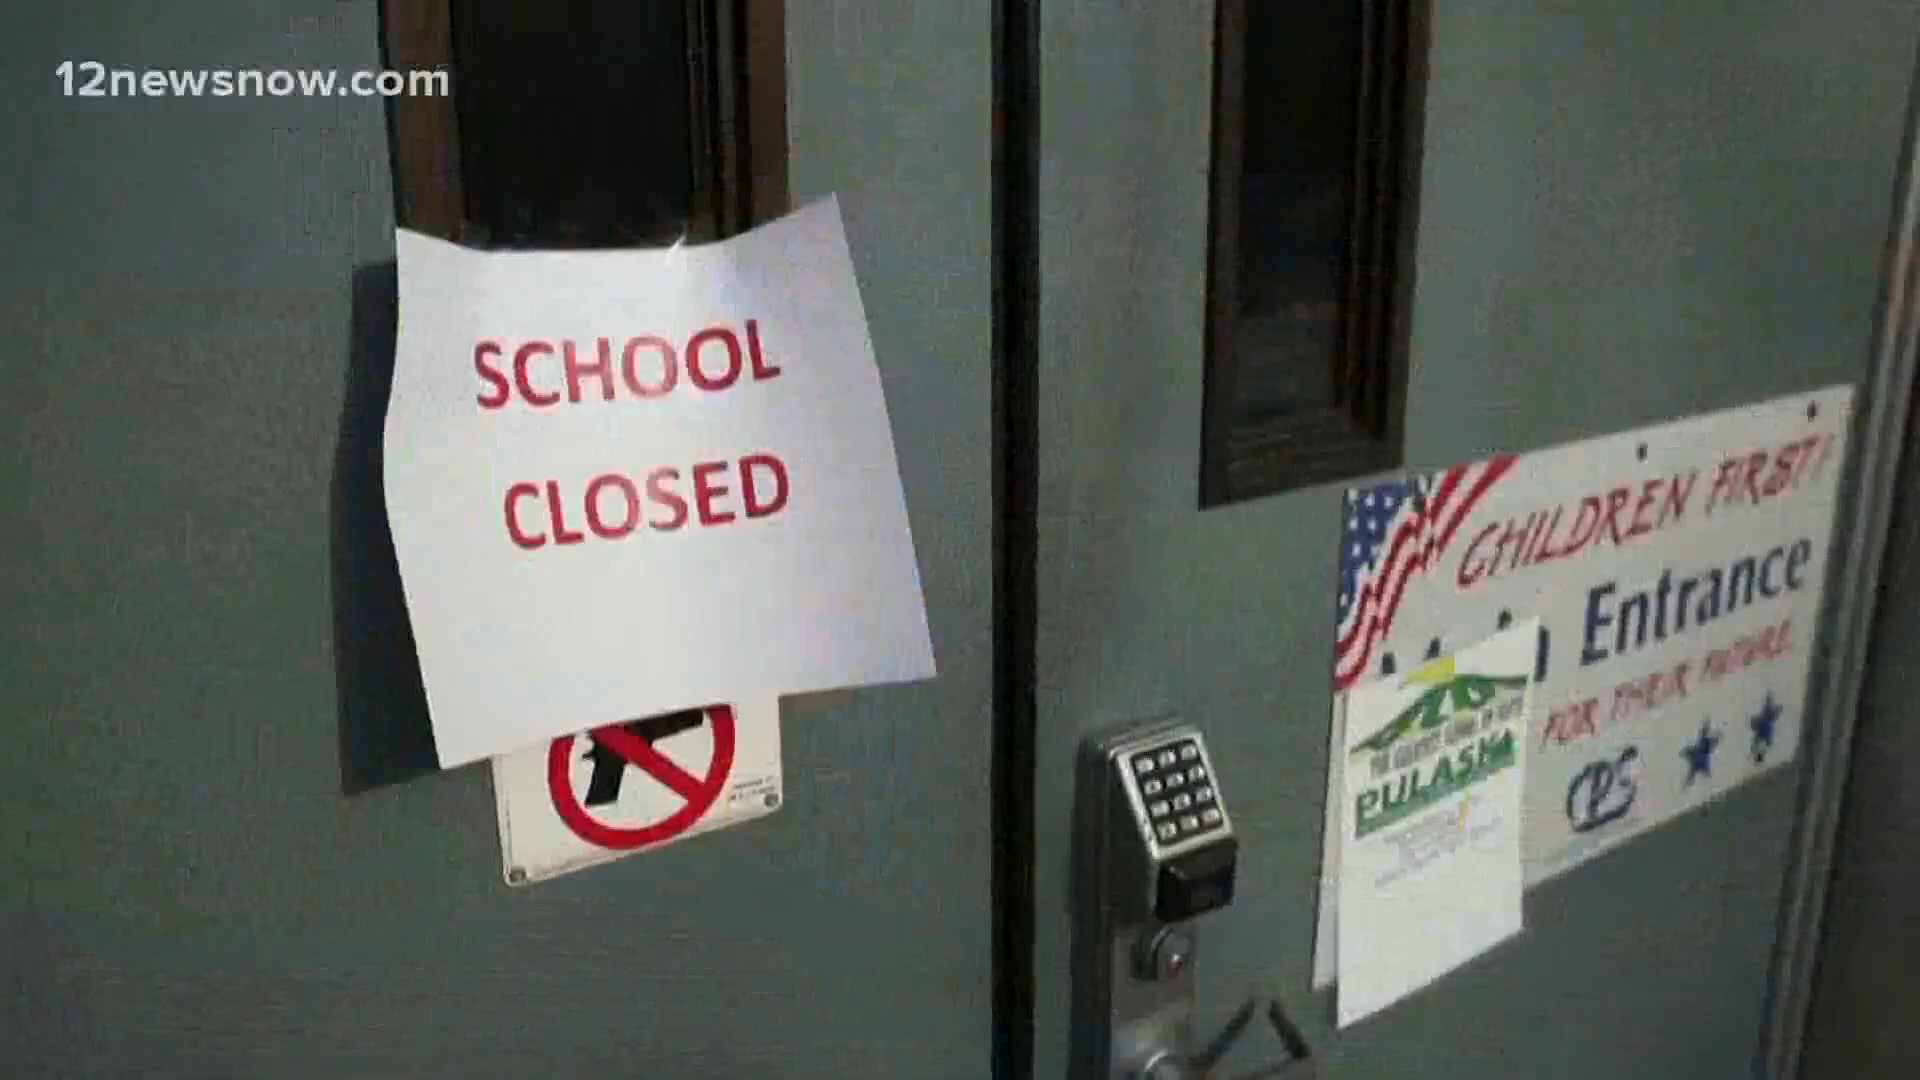 12newsnow.com
SCHOOL
CLOSED
CHILDREN FIRST!
Entrance
FOR THEIR FUTURE
CPS
PULASKI